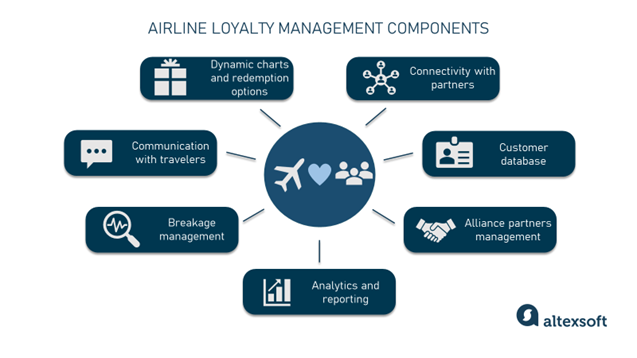 AIRLINE LOYALTY MANAGEMENT COMPONENTS
Dynamic charts
and redemption
options
Connectivity with
partners
Communication
with travelers
Customer
database
Breakage
management
Alliance partners
management
Analytics and
reporting
altexsoft